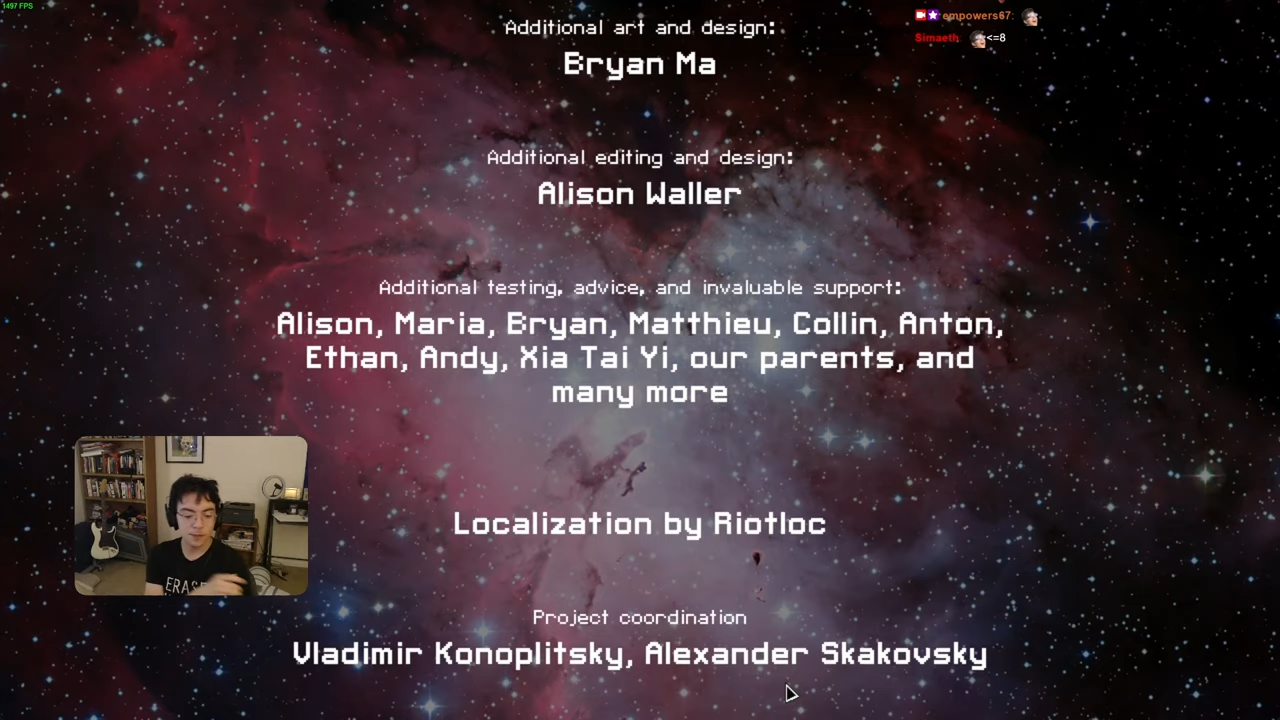 1497 FPS
empowers67:
Simaeth <=8
Additional art and design:
Bryan Ma
Additional editing and design:
Alison Waller
Additional testing, advice, and invaluable support:
Alison, Maria, Bryan, Matthieu, Collin, Anton,
Ethan, Andy, Xia Tai Yi, our parents, and
many more
ERASE
Localization by Riotloc
Project coordination
Vladimir Konoplitsky, Alexander Skakovsky